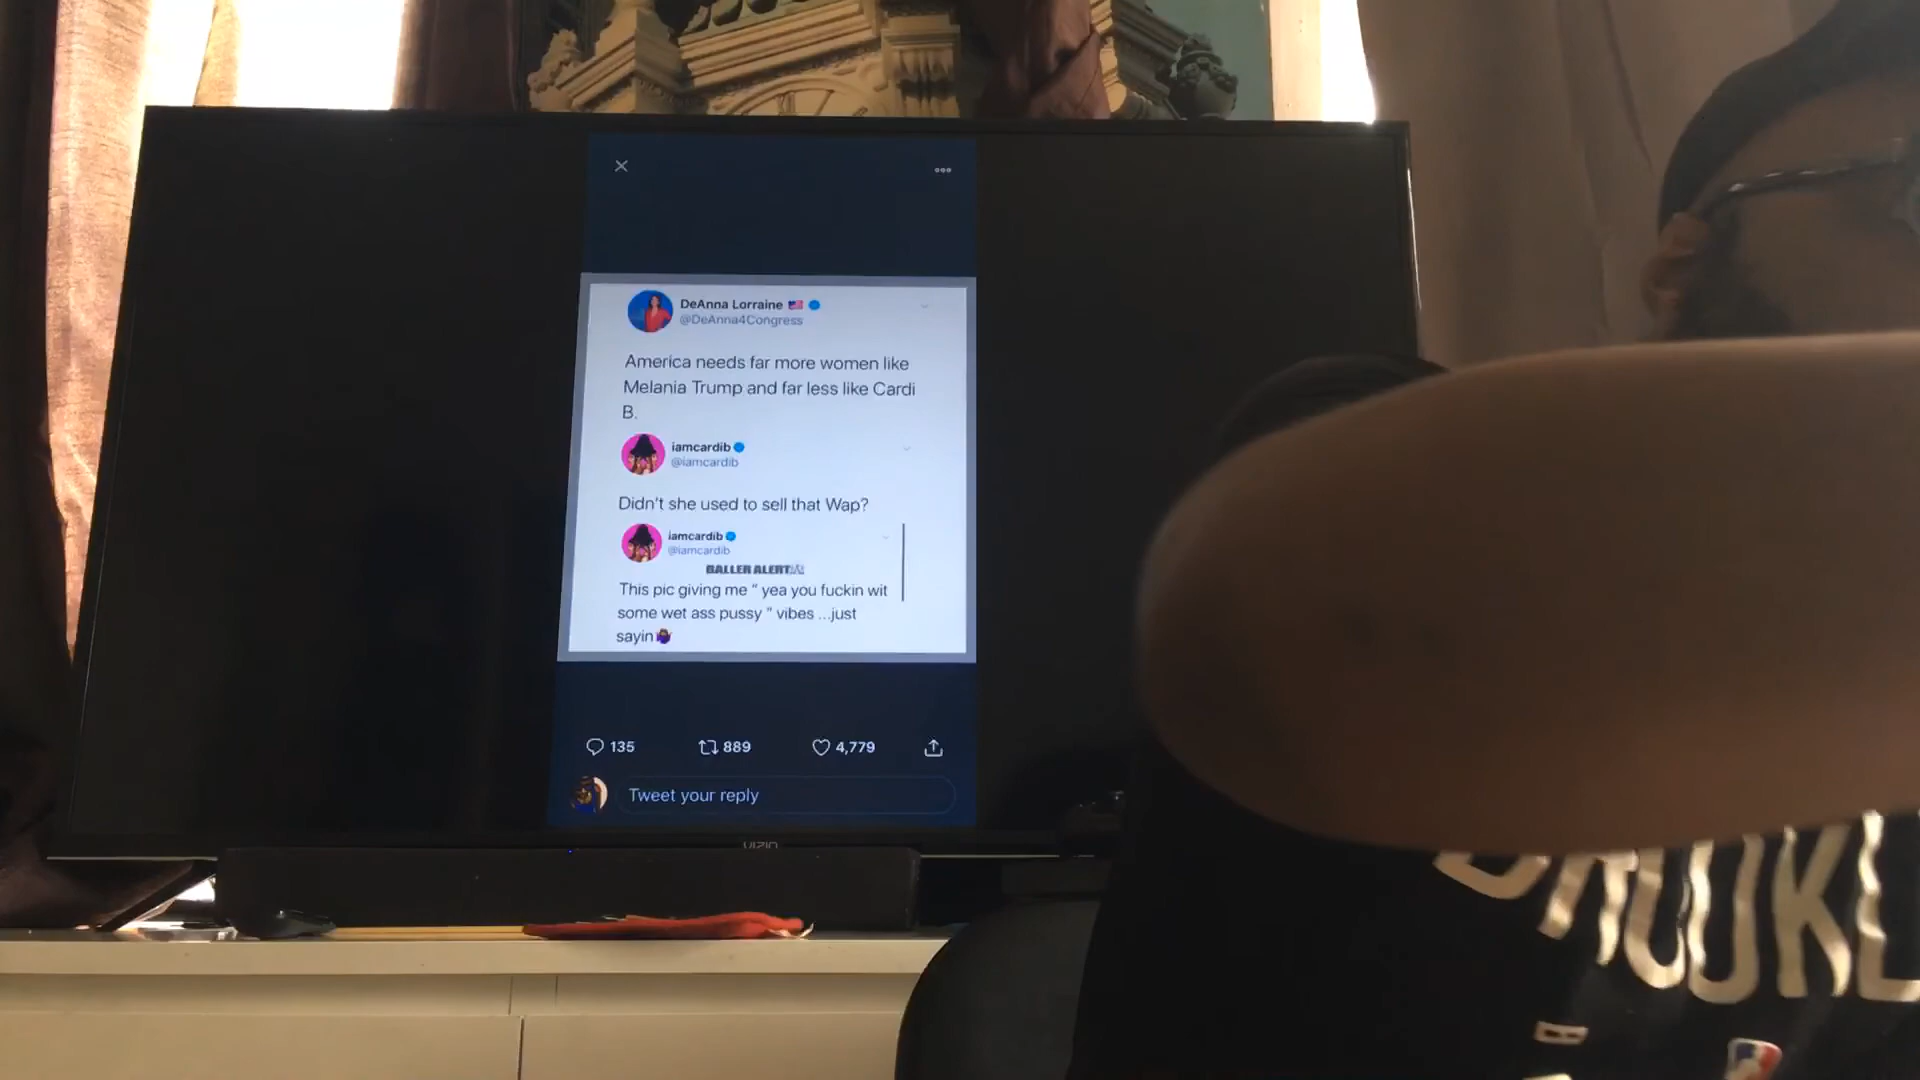 DeAnna Lorraine
@DeAnna4Congress
America needs far more women like
Melania Trump and far less like Cardi
B.
iamcardib
@iamcardib
Didn't she used to sell that Wap?
iamcardib
@iamcardib
BALLER ALERT
This pic giving me " yea you fuckin wit
some wet ass pussy " vibes ...just
sayin
135 889 4,779
Tweet your reply
VIZIO